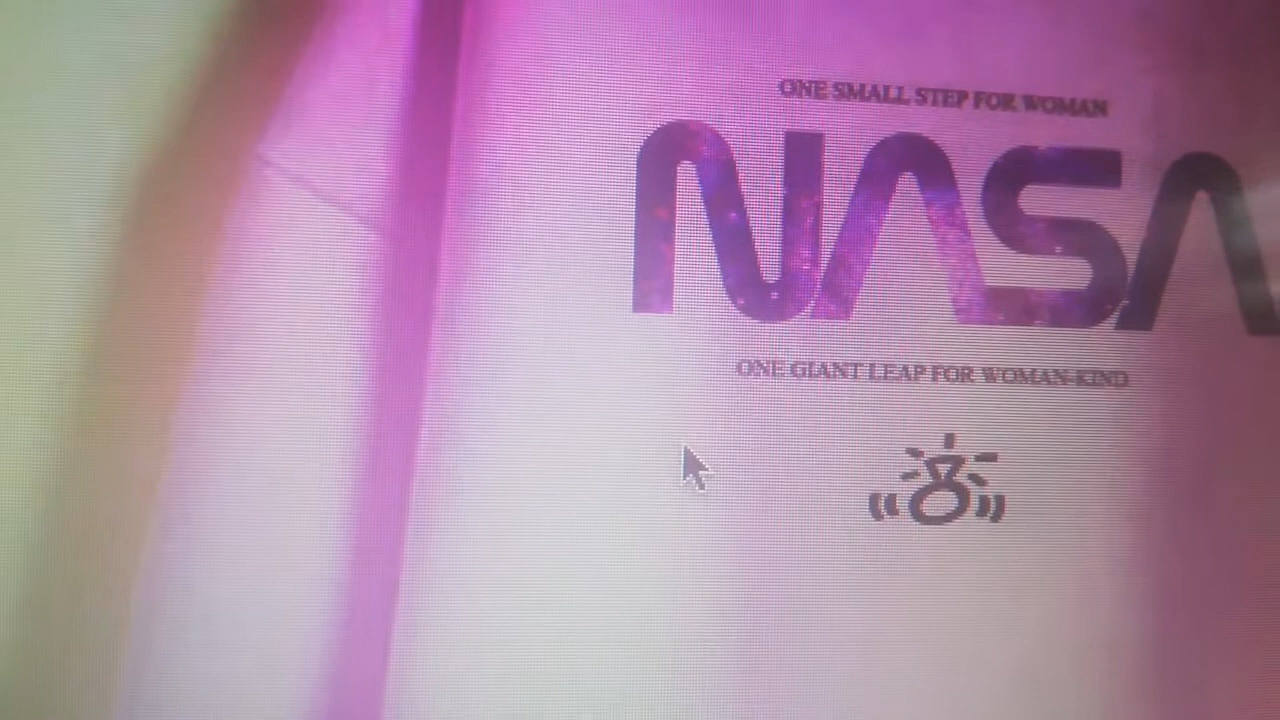 ONE SMALL STEP FOR WOMAN
NASA
ONE GIANT LEAP FOR WOMAN-KIND